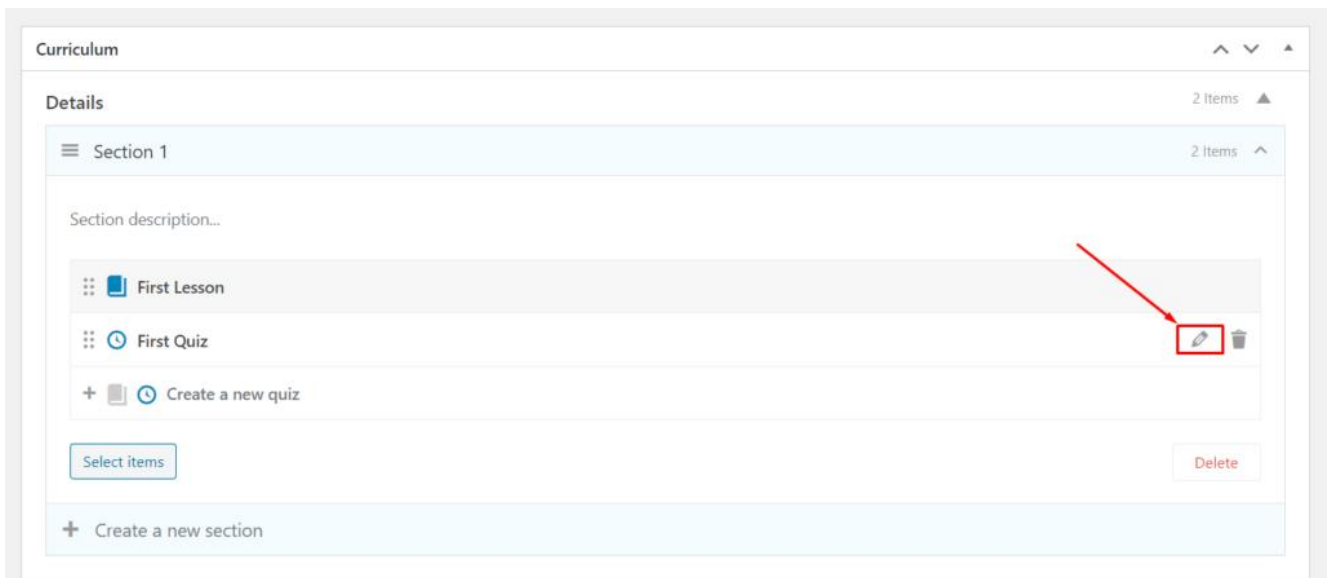 Curriculum
Details
2 Items
Section 1
2 Items
Section description...
First Lesson
First Quiz
Create a new quiz
Select items
Delete
Create a new section